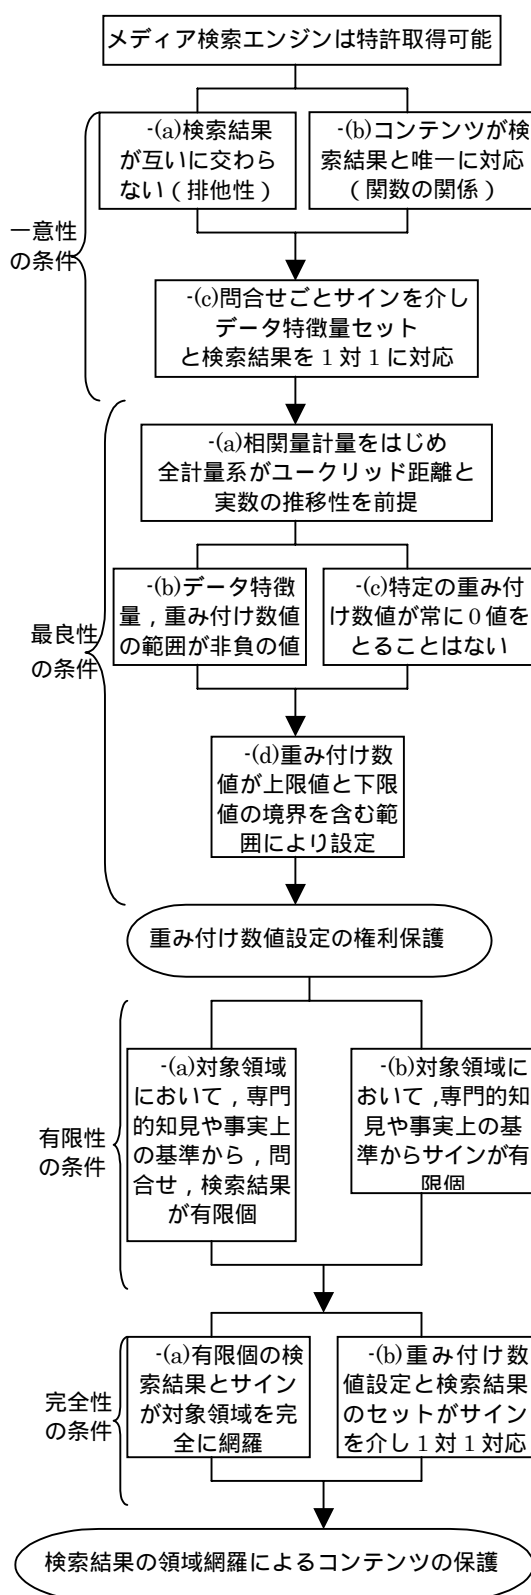 メディア検索エンジンは特許取得可能
-(a)検索結果
が互いに交わら
ない（排他性）
-(b)コンテンツが検
索結果と唯一に対応
（関数の関係）
一意性
の条件
-(c)問合せごとサインを介し
データ特徴量セット
と検索結果を1対1に対応
-(a)相関量計量をはじめ
全計量系がユークリッド距離と
実数の推移性を前提
-(b)データ特徴
量，重み付け数値
の範囲が非負の値
-(c)特定の重み付
け数値が常に0値を
とることはない
最良性
の条件
-(d)重み付け数
値が上限値と下限
値の境界を含む範
囲により設定
重み付け数値設定の権利保護
-(a)対象領域
において，専門
的知見や事実上
の基準から，問
合せ，検索結果
が有限個
-(b)対象領域に
おいて，専門的知
見や事実上の基
準からサインが有
限個
有限性
の条件
-(a)有限個の検
索結果とサイン
が対象領域を完
全に網羅
-(b)重み付け数
値設定と検索結果
のセットがサイン
を介し1対1対応
完全性
の条件
検索結果の領域網羅によるコンテンツの保護